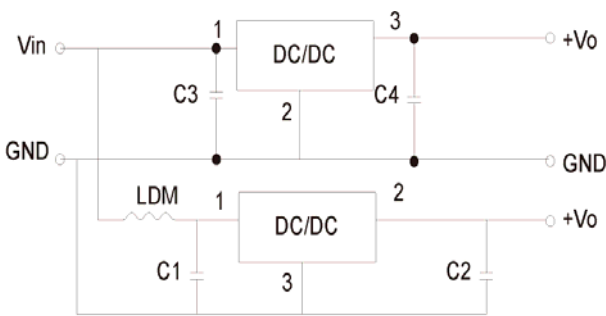 1 3
Vin DC/DC +Vo
C3 C4
2
GND GND
LDM 1 2
DC/DC +Vo
C1 C2
3